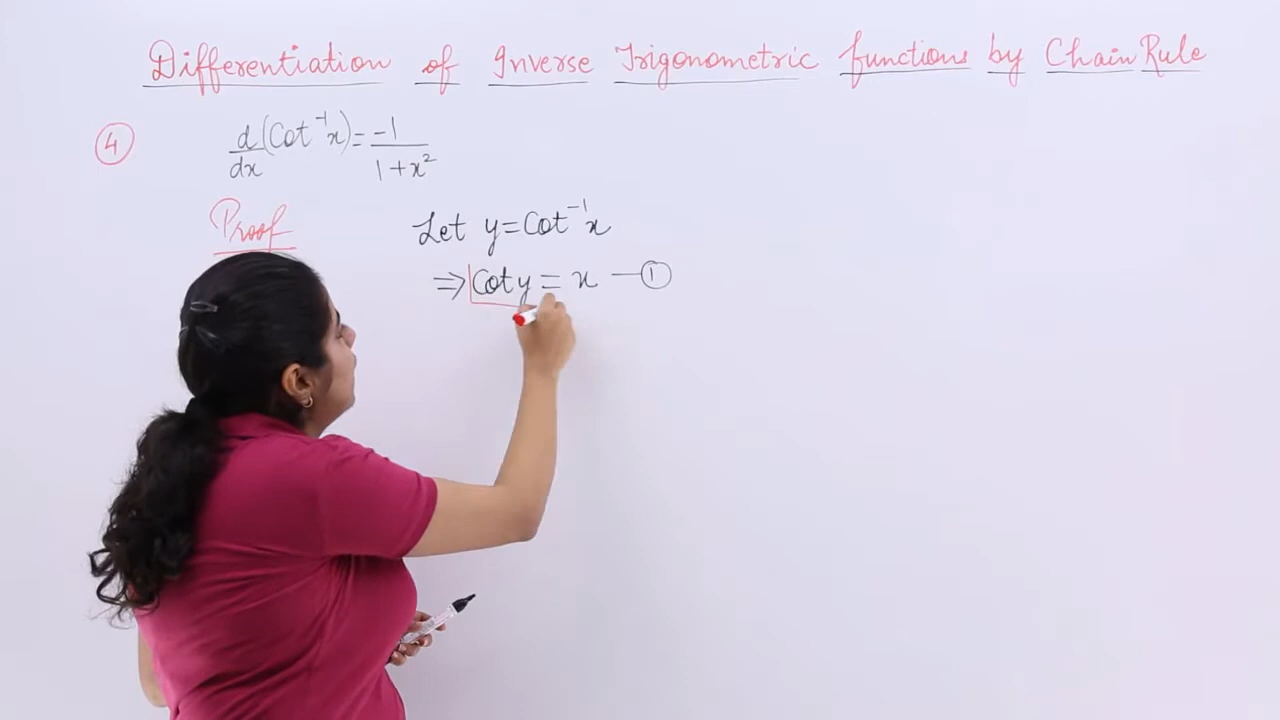 Differentiation of Inverse Trigonometric functions by Chain Rule
④ d/dx (Cot⁻¹x) = -1/(1+x²)
Proof Let y = Cot⁻¹x
⇒ Cot y = x —①